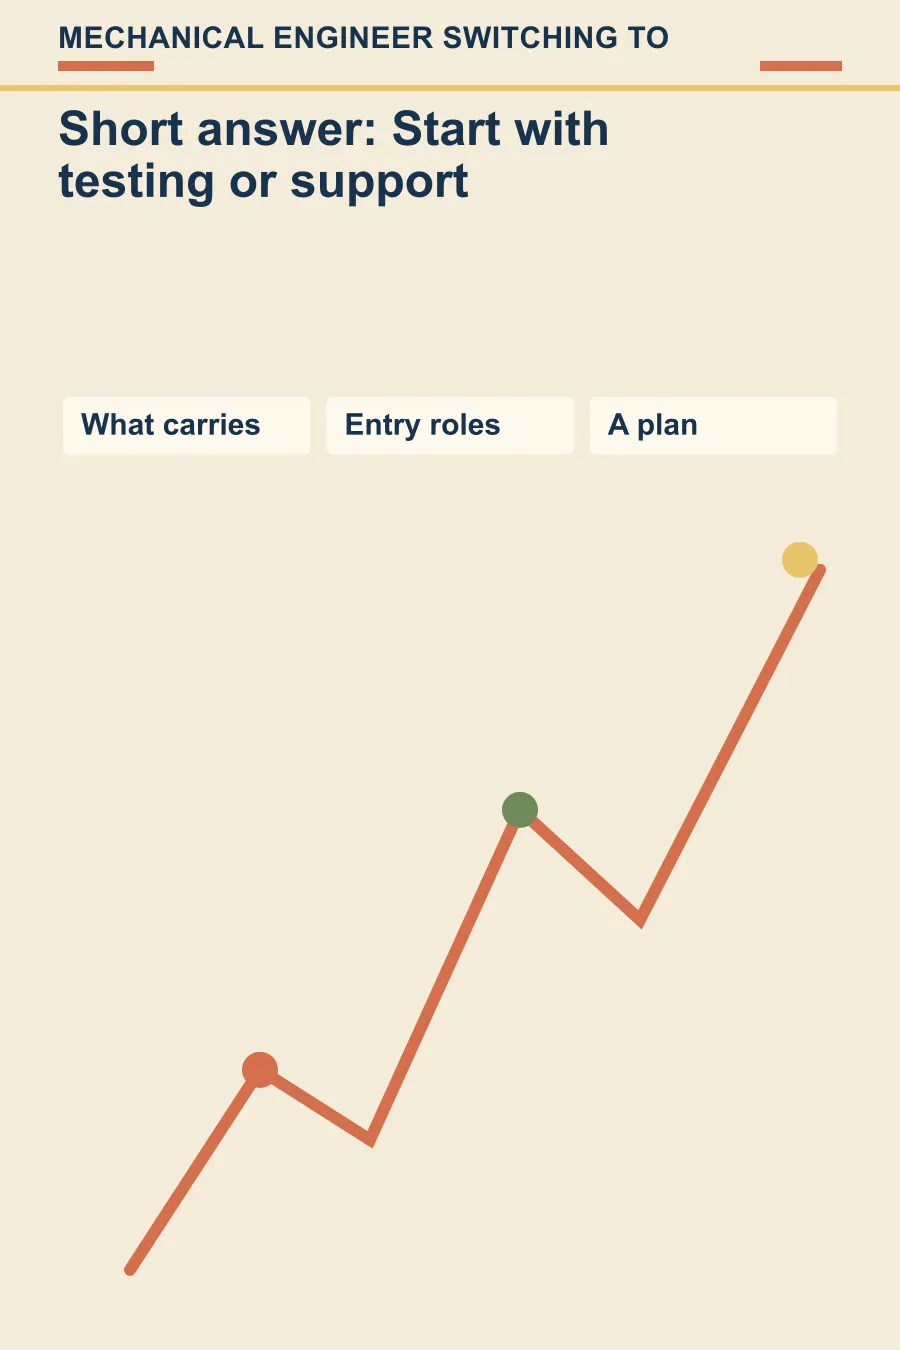 MECHANICAL ENGINEER SWITCHING TO
Short answer: Start with
testing or support
What carries
Entry roles
A plan